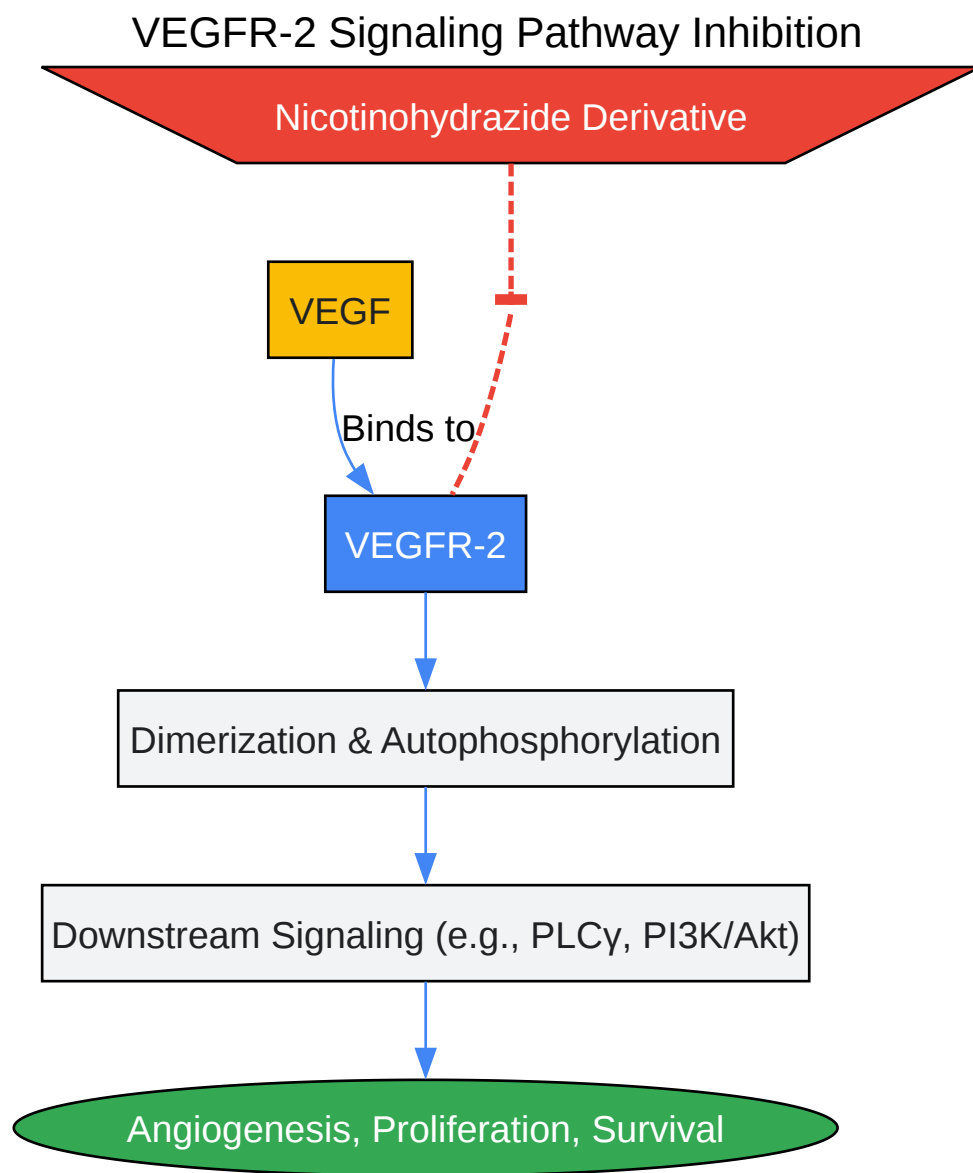 VEGFR-2 Signaling Pathway Inhibition
Nicotinohydrazide Derivative
VEGF
Binds to
VEGFR-2
Dimerization & Autophosphorylation
Downstream Signaling (e.g., PLCγ, PI3K/Akt)
Angiogenesis, Proliferation, Survival